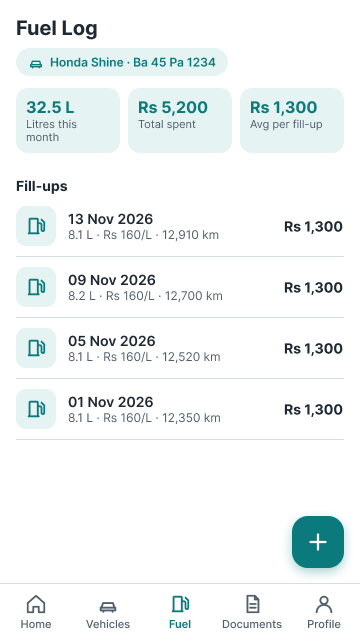 Fuel Log
Honda Shine · Ba 45 Pa 1234
32.5 L
Litres this
month
Rs 5,200
Total spent
Rs 1,300
Avg per fill-up
Fill-ups
13 Nov 2026
8.1 L · Rs 160/L · 12,910 km
Rs 1,300
09 Nov 2026
8.2 L · Rs 160/L · 12,700 km
Rs 1,300
05 Nov 2026
8.1 L · Rs 160/L · 12,520 km
Rs 1,300
01 Nov 2026
8.1 L · Rs 160/L · 12,350 km
Rs 1,300
Home
Vehicles
Fuel
Documents
Profile